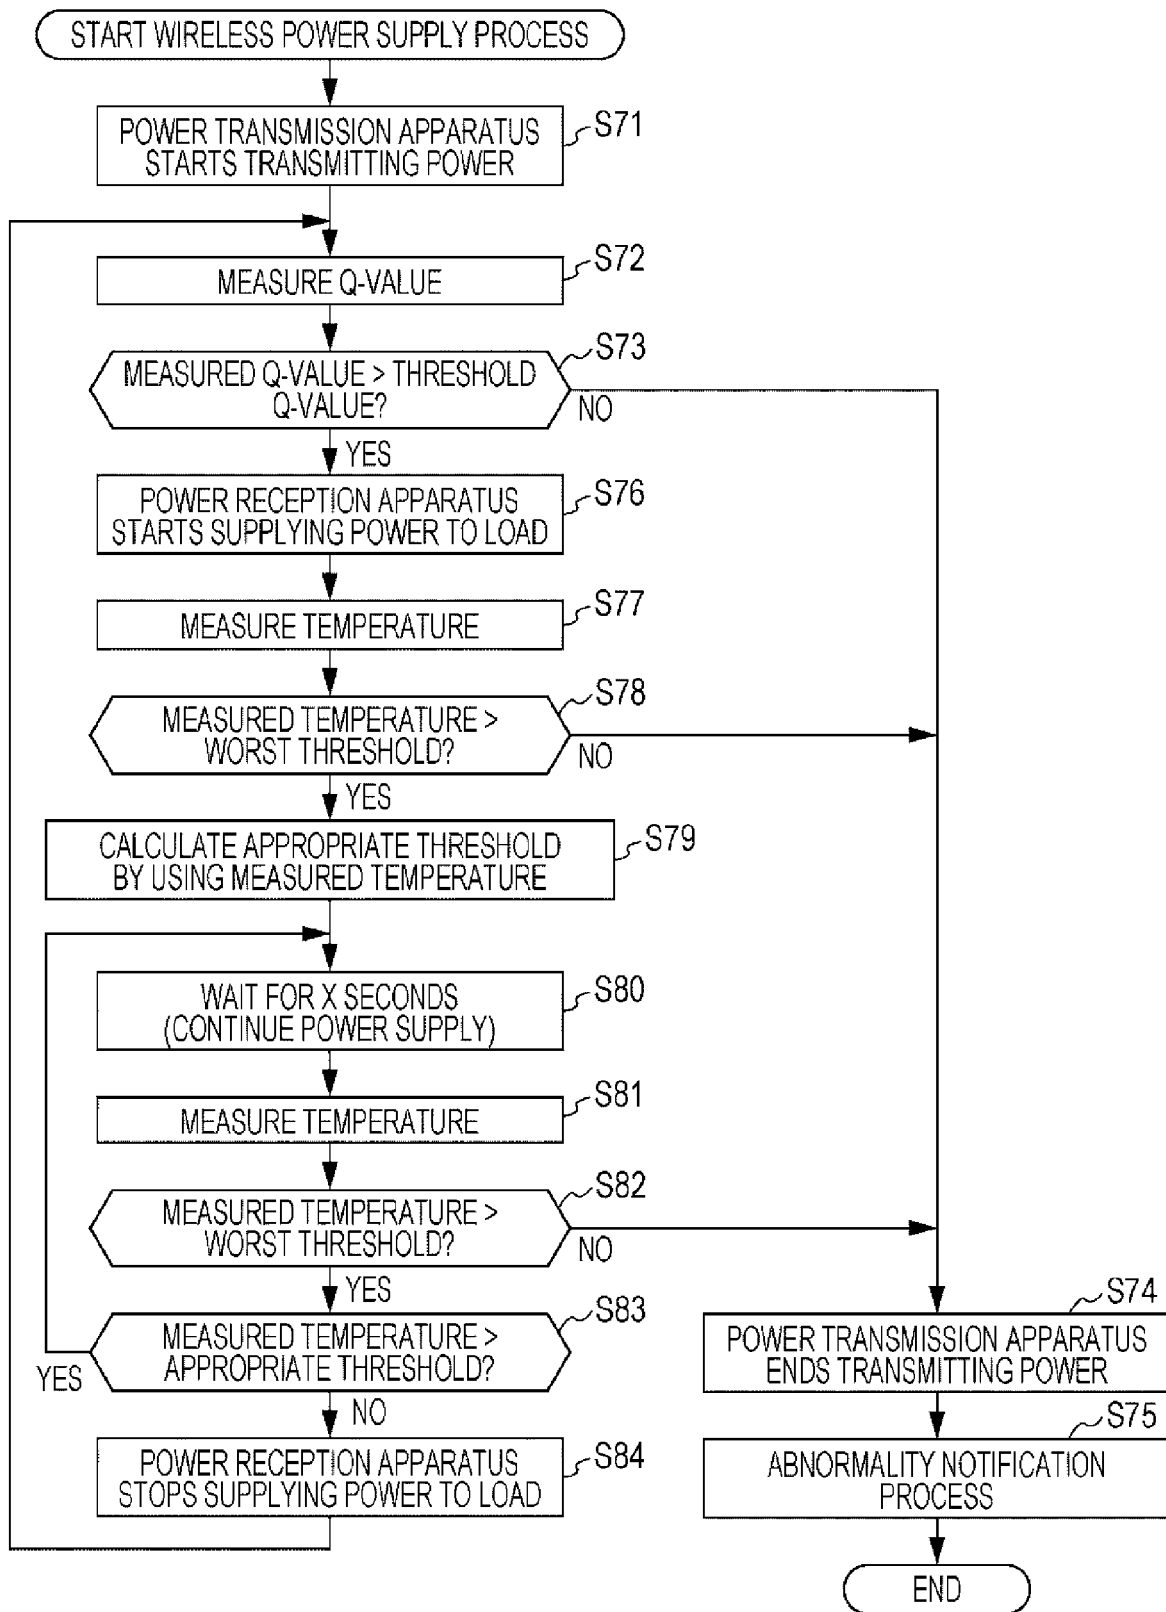 START WIRELESS POWER SUPPLY PROCESS
POWER TRANSMISSION APPARATUS
STARTS TRANSMITTING POWER
S71
MEASURE Q-VALUE
S72
MEASURED Q-VALUE > THRESHOLD
Q-VALUE?
S73
NO
YES
POWER RECEPTION APPARATUS
STARTS SUPPLYING POWER TO LOAD
S76
MEASURE TEMPERATURE
S77
MEASURED TEMPERATURE >
WORST THRESHOLD?
S78
NO
YES
CALCULATE APPROPRIATE THRESHOLD
BY USING MEASURED TEMPERATURE
S79
WAIT FOR X SECONDS
(CONTINUE POWER SUPPLY)
S80
MEASURE TEMPERATURE
S81
MEASURED TEMPERATURE >
WORST THRESHOLD?
S82
NO
YES
MEASURED TEMPERATURE >
APPROPRIATE THRESHOLD?
S83
YES
NO
POWER RECEPTION APPARATUS
STOPS SUPPLYING POWER TO LOAD
S84
S74
POWER TRANSMISSION APPARATUS
ENDS TRANSMITTING POWER
S75
ABNORMALITY NOTIFICATION
PROCESS
END